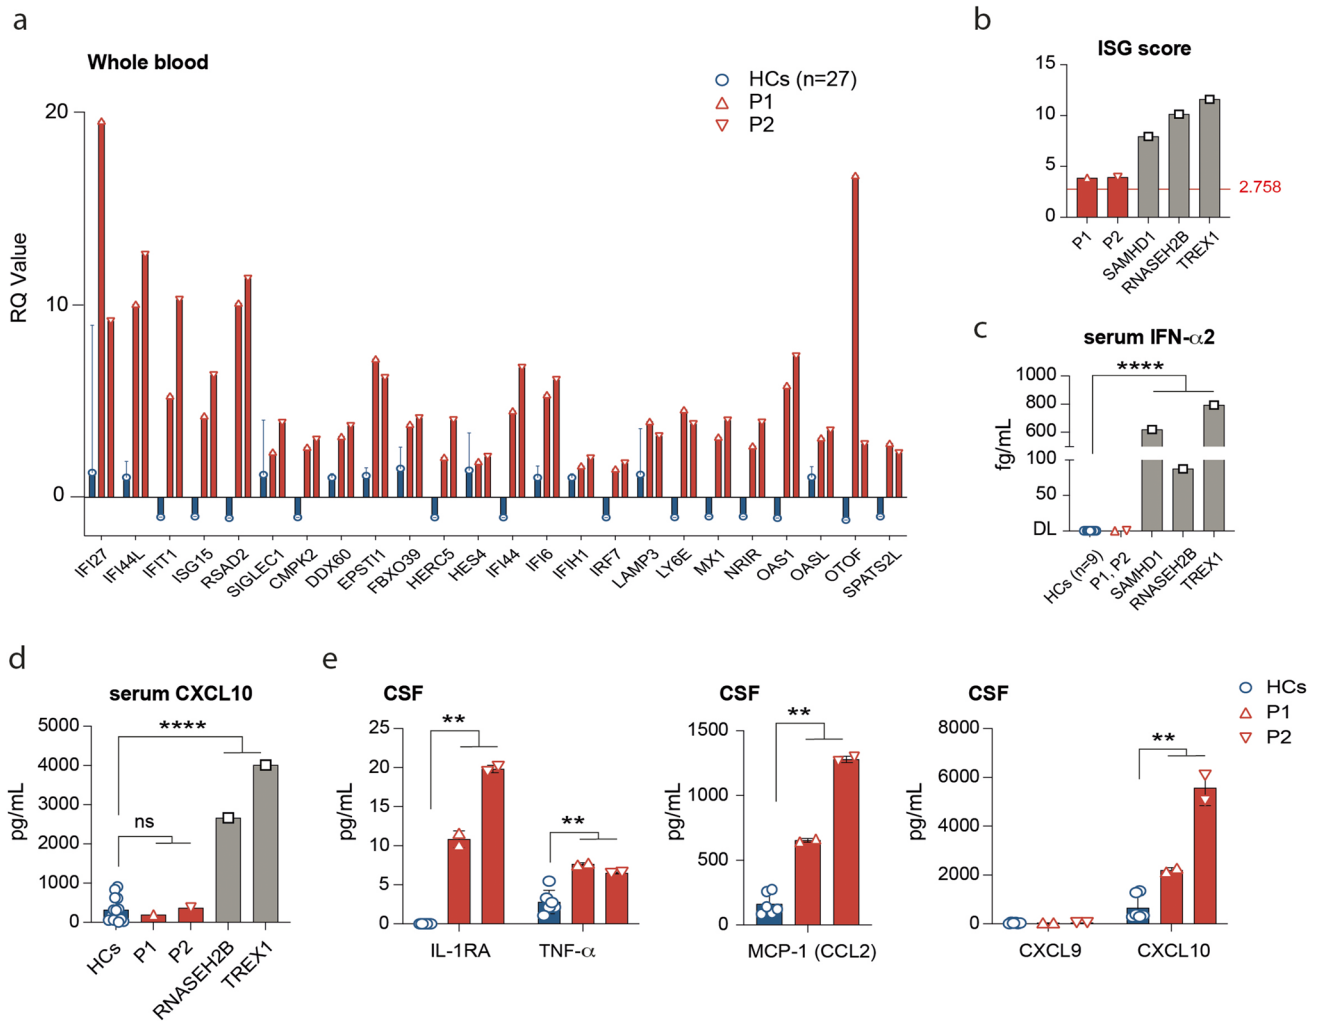 a
Whole blood
HCs (n=27)
P1
P2
RQ Value
20
10
0
IFI27
IFI44L
IFIT1
ISG15
RSAD2
SIGLEC1
CMPK2
DDX60
EPSTI1
FBXO39
HERC5
HES4
IFI44
IFI6
IFIH1
IRF7
LAMP3
LY6E
MX1
NRIR
OAS1
OASL
OTOF
SPATS2L
b
ISG score
15
10
5
0
2.758
P1
P2
SAMHD1
RNASEH2B
TREX1
c
serum IFN-α2
****
fg/mL
1000
800
600
100
50
DL
HCs (n=9)
P1, P2
SAMHD1
RNASEH2B
TREX1
d
serum CXCL10
****
ns
pg/mL
5000
4000
3000
2000
1000
0
HCs
P1
P2
RNASEH2B
TREX1
e
CSF
**
**
pg/mL
25
20
15
10
5
0
IL-1RA
TNF-α
CSF
**
pg/mL
1500
1000
500
0
MCP-1 (CCL2)
CSF
**
pg/mL
8000
6000
4000
2000
0
CXCL9
CXCL10
HCs
P1
P2